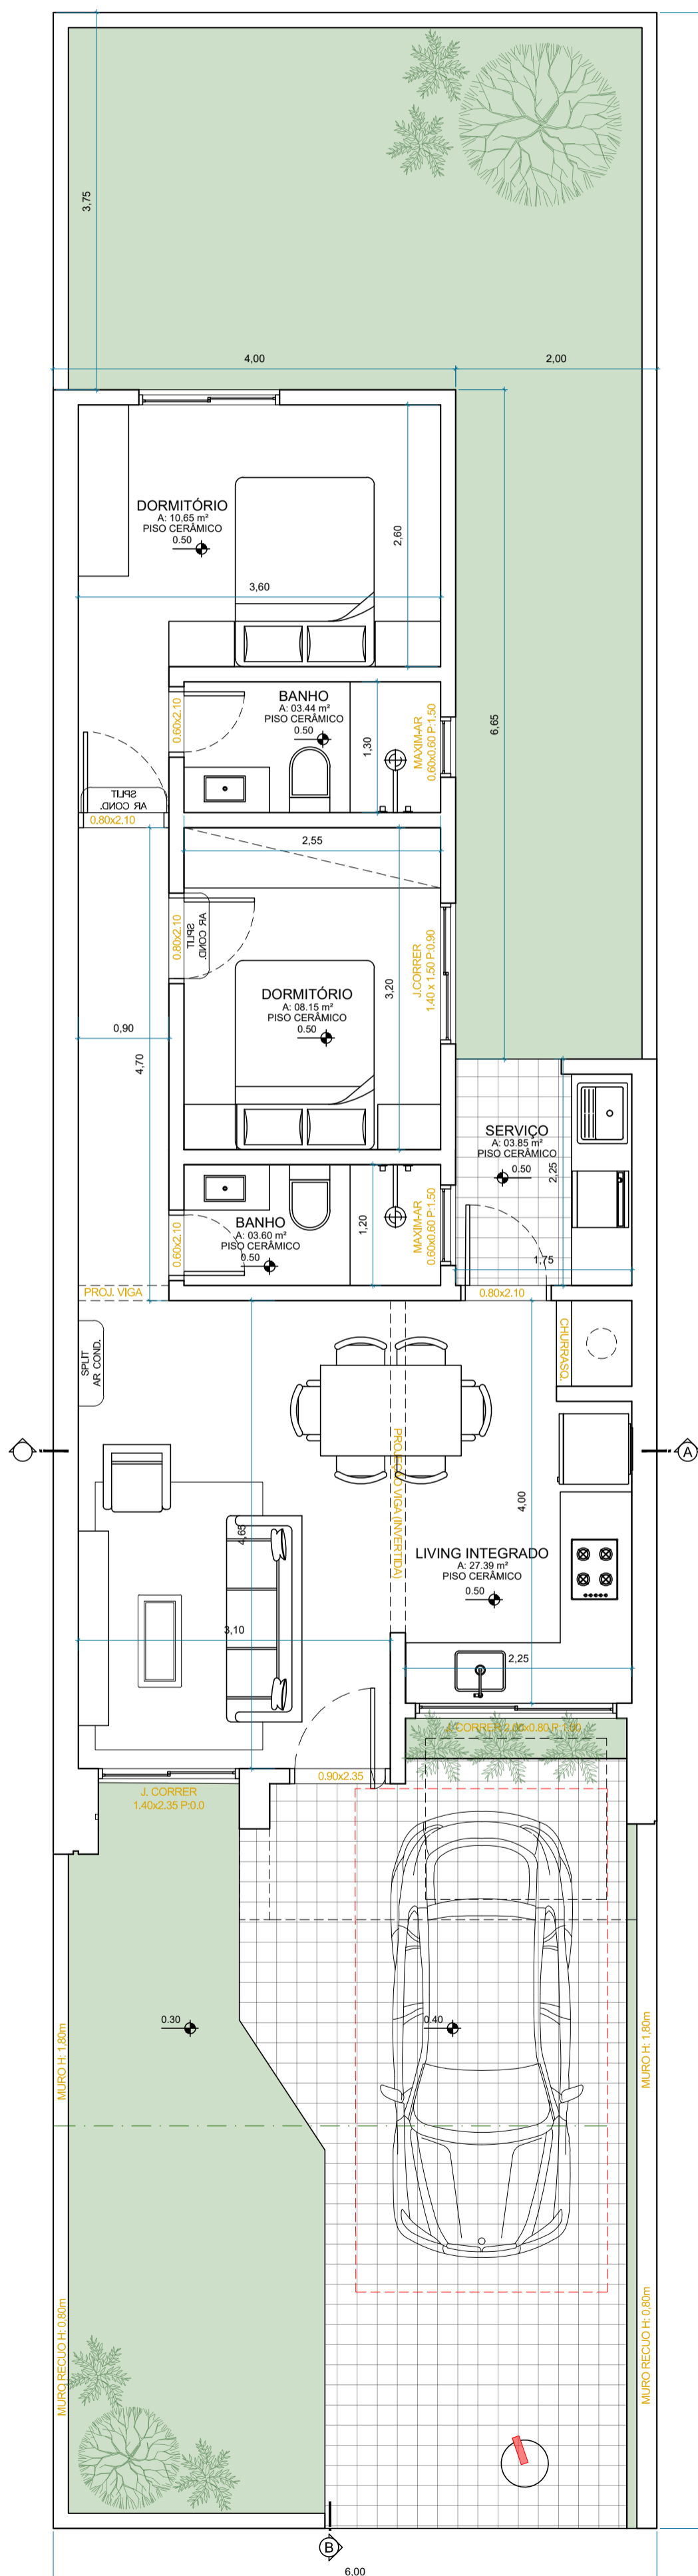 3,75
4,00
2,00
DORMITÓRIO
A: 10,65 m²
PISO CERÂMICO
0.50
2,60
3,60
6,65
BANHO
A: 03.44 m²
PISO CERÂMICO
0.50
0.60x2.10
1,30
MAXIM-AR
0.60x0.60 P:1.50
SPLIT
AR COND.
0.80x2.10
2,55
0.80x2.10
SPLIT
AR COND.
J.CORRER
1.40 x 1.50 P:0.90
3,20
DORMITÓRIO
A: 08.15 m²
PISO CERÂMICO
0.50
0,90
4,70
SERVIÇO
A: 03.85 m²
PISO CERÂMICO
0.50
2,25
1,75
BANHO
A: 03.60 m²
PISO CERÂMICO
0.50
0.60x2.10
1,20
MAXIM-AR
0.60x0.60 P:1.50
PROJ. VIGA
0.80x2.10
SPLIT
AR COND.
CHURRASQ.
A
PROJEÇÃO VIGA (INVERTIDA)
4,00
4,65
LIVING INTEGRADO
A: 27.39 m²
PISO CERÂMICO
0.50
3,10
2,25
0.90x2.35
J. CORRER
1.40x2.35 P:0.0
0.30
0.40
MURO H: 1,80m
MURO H: 1,80m
MURO RECUO H: 0,80m
MURO RECUO H: 0,80m
B
6,00